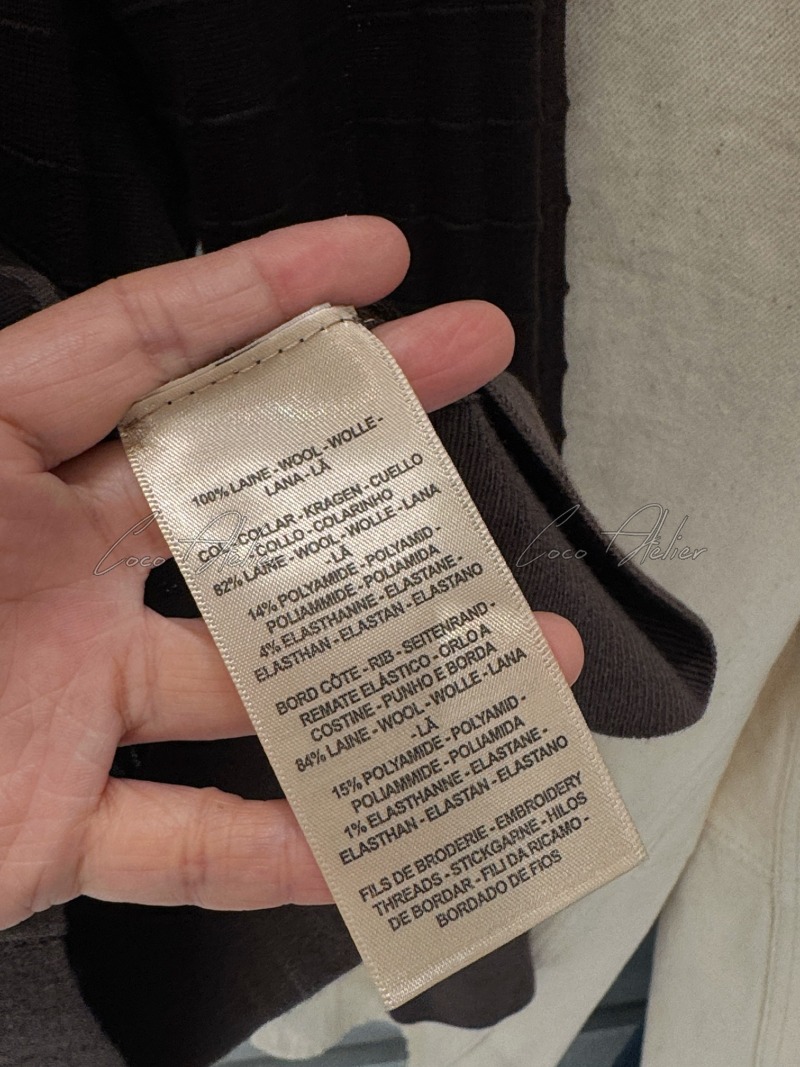 100% LAINE - WOOL - WOLLE -
LANA - LÃ
COL - COLLAR - KRAGEN - CUELLO
- COLLO - COLARINHO
82% LAINE - WOOL - WOLLE - LANA
- LÃ
14% POLYAMIDE - POLYAMID -
POLIAMMIDE - POLIAMIDA
4% ELASTHANNE - ELASTANE -
ELASTHAN - ELASTAN - ELASTANO
BORD CÔTE - RIB - SEITENRAND -
REMATE ELÁSTICO - ORLO A
COSTINE - PUNHO E BORDA
84% LAINE - WOOL - WOLLE - LANA
- LÃ
15% POLYAMIDE - POLYAMID -
POLIAMMIDE - POLIAMIDA
1% ELASTHANNE - ELASTANE -
ELASTHAN - ELASTAN - ELASTANO
FILS DE BRODERIE - EMBROIDERY
THREADS - STICKGARNE - HILOS
DE BORDAR - FILI DA RICAMO -
BORDADO DE FIOS
Coco Atelier
Coco Atelier